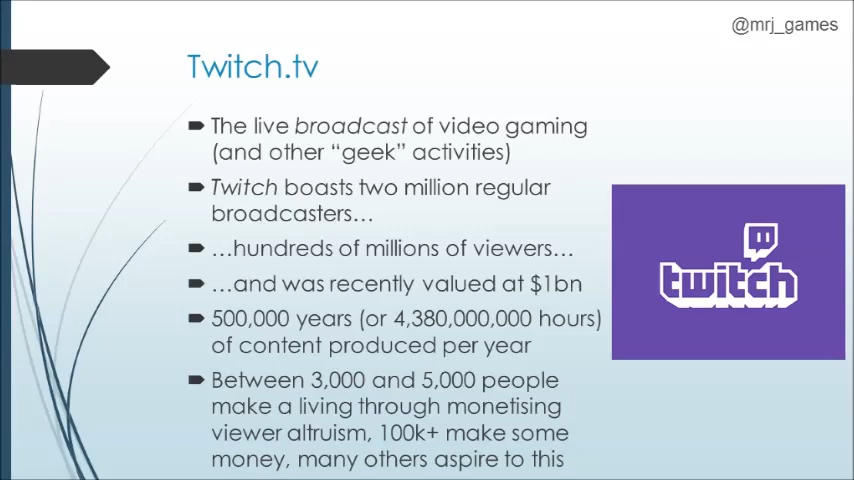 @mrj_games
Twitch.tv
The live broadcast of video gaming
(and other “geek” activities)
Twitch boasts two million regular
broadcasters…
…hundreds of millions of viewers…
…and was recently valued at $1bn
500,000 years (or 4,380,000,000 hours)
of content produced per year
Between 3,000 and 5,000 people
make a living through monetising
viewer altruism, 100k+ make some
money, many others aspire to this
twitch